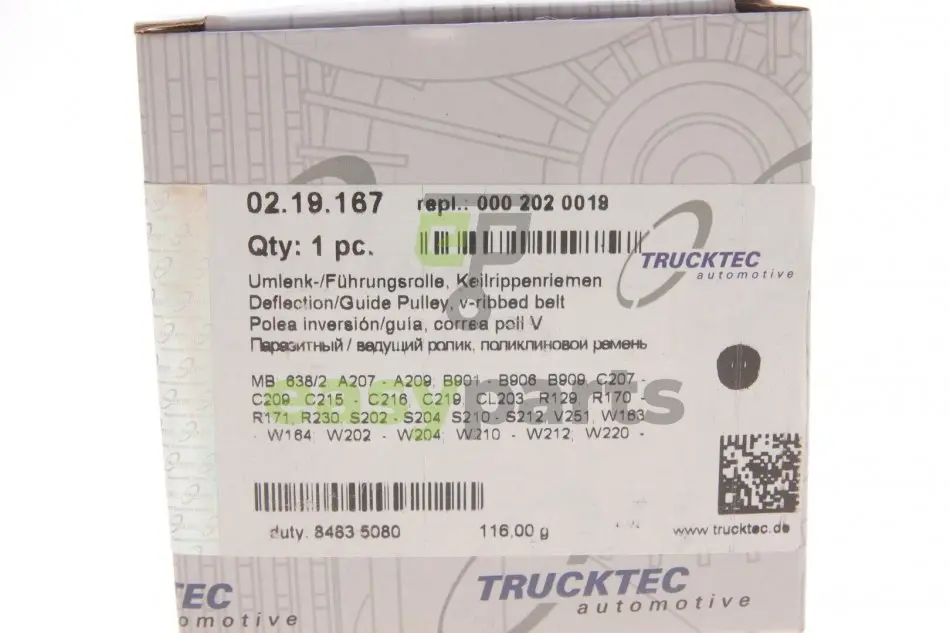 02.19.167 repl.: 000 202 0019
Qty: 1 pc.
TRUCKTEC
automotive
Umlenk-/Führungsrolle, Keilrippenriemen
Deflection/Guide Pulley, v-ribbed belt
Polea inversión/guía, correa poli V
Паразитный / ведущий ролик, поликлиновой ремень
MB 638/2 A207 - A209 B901 - B906 B909 C207 -
C209 C215 - C216 C219 CL203 R129 R170 -
R171 R230 S202 - S204 S210 - S212 V251 W163
- W164 W202 - W204 W210 - W212 W220 -
easyparts
duty. 8483 5080 116,00 g www.trucktec.de
TEC
omotive
TRUCKTEC
automotive